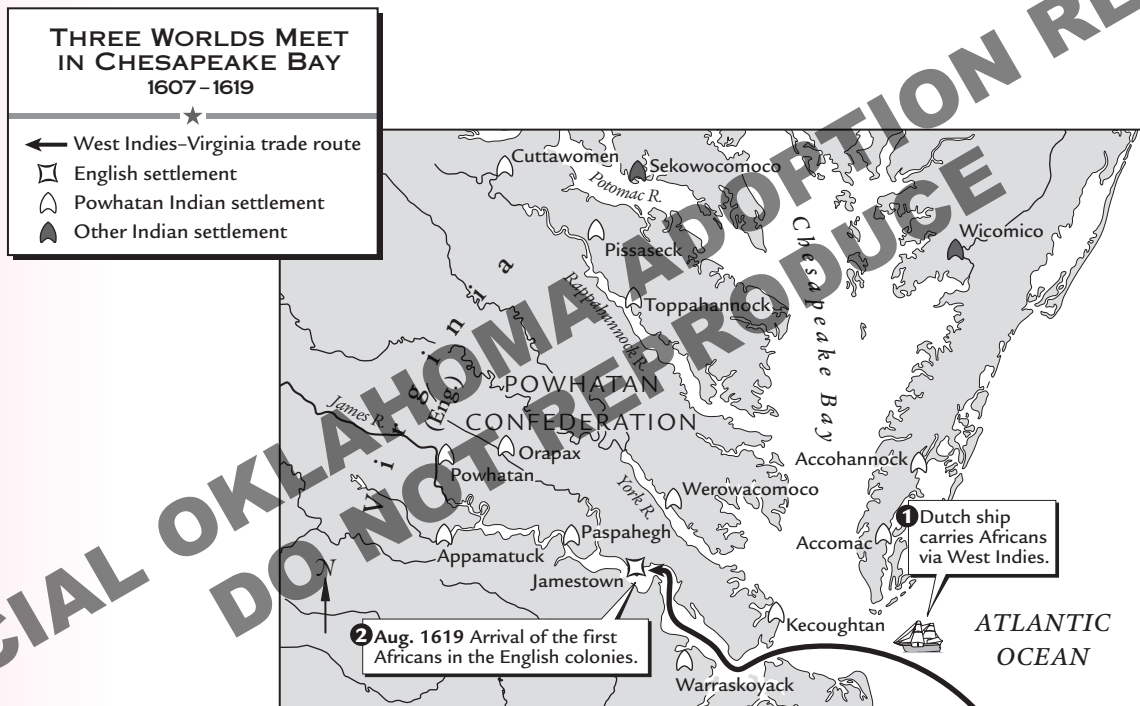 THREE WORLDS MEET
IN CHESAPEAKE BAY
1607–1619
West Indies–Virginia trade route
English settlement
Powhatan Indian settlement
Other Indian settlement
CIAL OKLAHOMA ADOPTION RE
DO NOT REPRODUCE
Cuttawomen
Sekowocomoco
Potomac R.
Pissaseck
Wicomico
Chesapeake Bay
Toppahannock
Rappahannock R.
Virginia
(Eng.)
POWHATAN
CONFEDERATION
James R.
Orapax
Powhatan
Accohannock
York R.
Werowacomoco
1 Dutch ship
carries Africans
via West Indies.
Accomac
Paspahegh
Appamatuck
Jamestown
N
2 Aug. 1619 Arrival of the first
Africans in the English colonies.
Kecoughtan
ATLANTIC
OCEAN
Warraskoyack